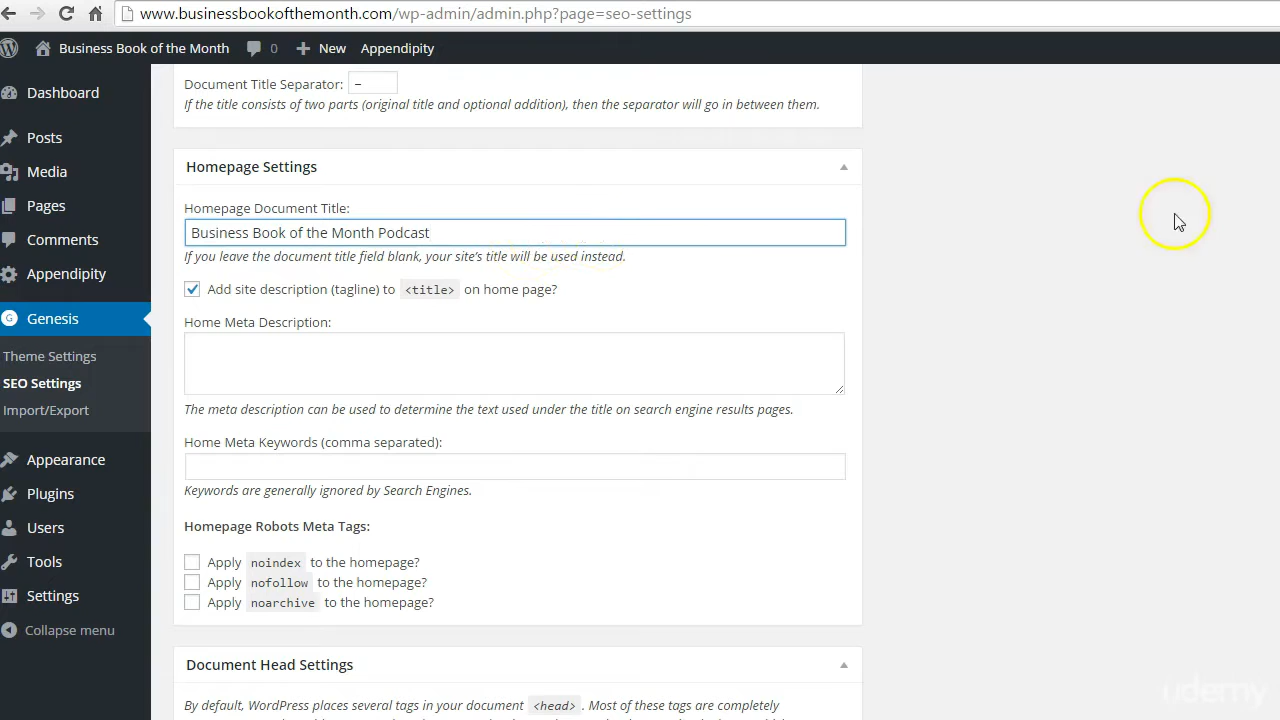 www.businessbookofthemonth.com/wp-admin/admin.php?page=seo-settings
Business Book of the Month 0 New Appendipity
Dashboard
Posts
Media
Pages
Comments
Appendipity
Genesis
Theme Settings
SEO Settings
Import/Export
Appearance
Plugins
Users
Tools
Settings
Collapse menu
Document Title Separator: –
If the title consists of two parts (original title and optional addition), then the separator will go in between them.
Homepage Settings
Homepage Document Title:
Business Book of the Month Podcast
If you leave the document title field blank, your site's title will be used instead.
Add site description (tagline) to <title> on home page?
Home Meta Description:
The meta description can be used to determine the text used under the title on search engine results pages.
Home Meta Keywords (comma separated):
Keywords are generally ignored by Search Engines.
Homepage Robots Meta Tags:
Apply noindex to the homepage?
Apply nofollow to the homepage?
Apply noarchive to the homepage?
Document Head Settings
By default, WordPress places several tags in your document <head>. Most of these tags are completely
udemy